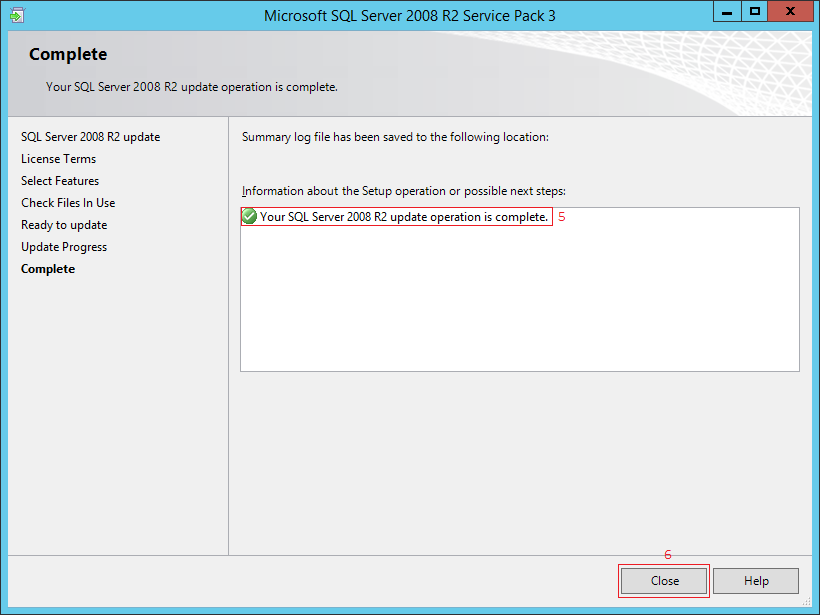 Microsoft SQL Server 2008 R2 Service Pack 3
Complete
Your SQL Server 2008 R2 update operation is complete.
SQL Server 2008 R2 update
License Terms
Select Features
Check Files In Use
Ready to update
Update Progress
Complete
Summary log file has been saved to the following location:
Information about the Setup operation or possible next steps:
Your SQL Server 2008 R2 update operation is complete. 5
6
Close Help